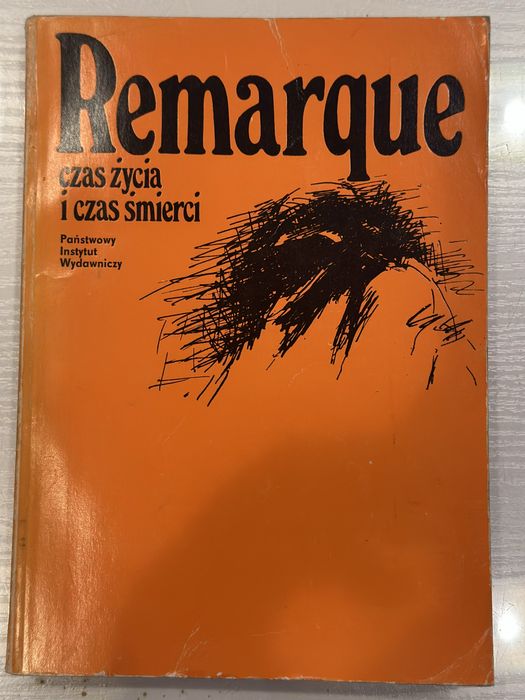 Remarque
czas życia
i czas śmierci
Państwowy
Instytut
Wydawniczy